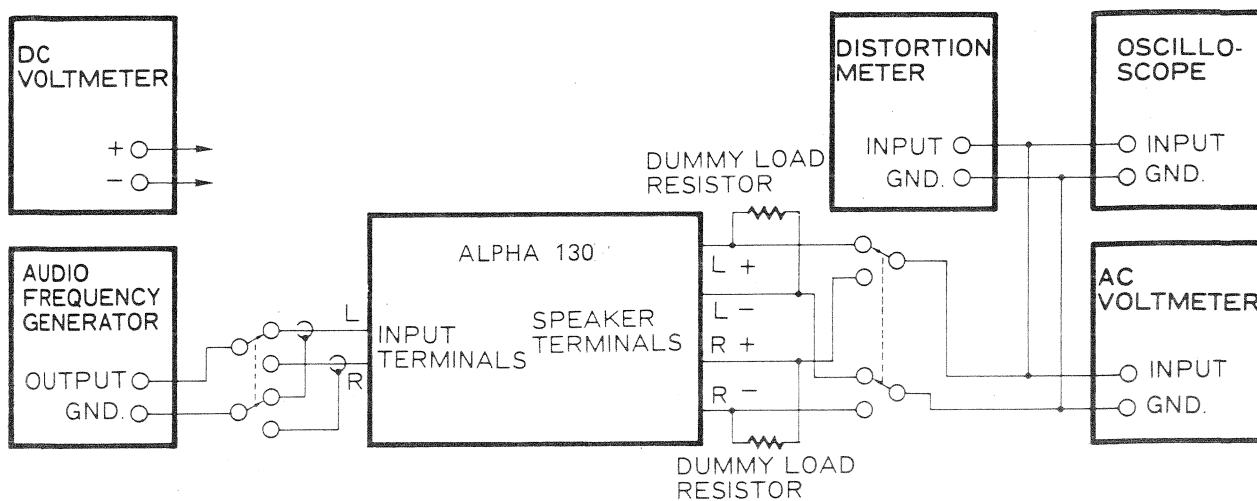 DC
VOLTMETER
+
-
AUDIO
FREQUENCY
GENERATOR
OUTPUT
GND.
L
R
ALPHA 130
INPUT
TERMINALS
SPEAKER
TERMINALS
L +
L -
R +
R -
DUMMY LOAD
RESISTOR
DUMMY LOAD
RESISTOR
DISTORTION
METER
INPUT
GND.
OSCILLO-
SCOPE
INPUT
GND.
AC
VOLTMETER
INPUT
GND.